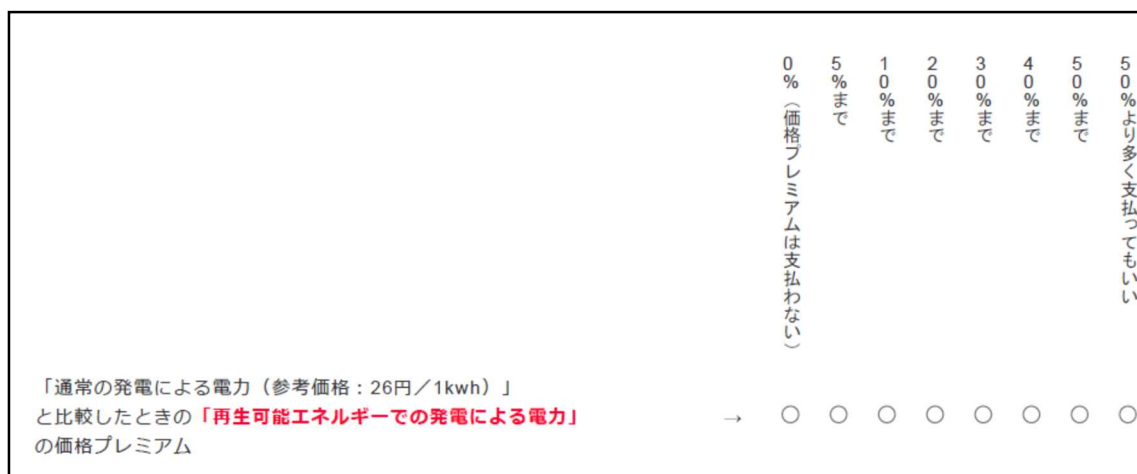 0%（価格プレミアムは支払わない）
5%まで
10%まで
20%まで
30%まで
40%まで
50%まで
50%より多く支払ってもいい
「通常の発電による電力（参考価格：26円／1kwh）」
と比較したときの「再生可能エネルギーでの発電による電力」
の価格プレミアム
→